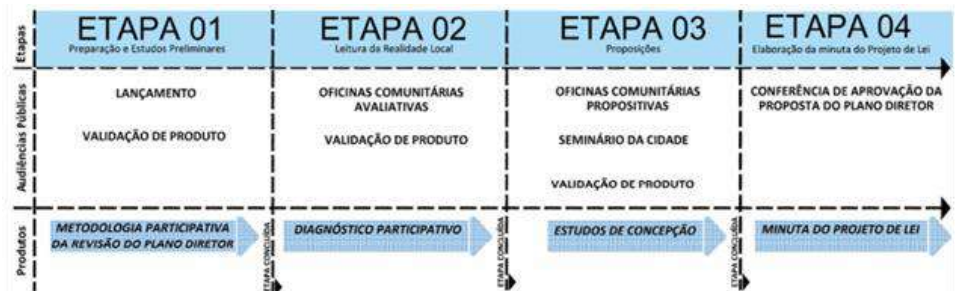 Etapas
ETAPA 01
Preparação e Estudos Preliminares
ETAPA 02
Leitura da Realidade Local
ETAPA 03
Proposições
ETAPA 04
Elaboração da minuta do Projeto de Lei
Audiências Públicas
LANÇAMENTO
VALIDAÇÃO DE PRODUTO
OFICINAS COMUNITÁRIAS
AVALIATIVAS
VALIDAÇÃO DE PRODUTO
OFICINAS COMUNITÁRIAS
PROPOSITIVAS
SEMINÁRIO DA CIDADE
VALIDAÇÃO DE PRODUTO
CONFERÊNCIA DE APROVAÇÃO DA
PROPOSTA DO PLANO DIRETOR
Produtos
METODOLOGIA PARTICIPATIVA
DA REVISÃO DO PLANO DIRETOR
ETAPA CONCLUÍDA
DIAGNÓSTICO PARTICIPATIVO
ETAPA CONCLUÍDA
ESTUDOS DE CONCEPÇÃO
ETAPA CONCLUÍDA
MINUTA DO PROJETO DE LEI